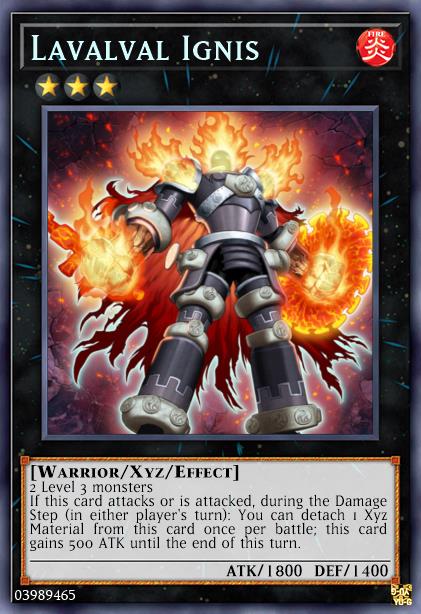 Lavalval Ignis
FIRE
炎
[Warrior/Xyz/Effect]
2 Level 3 monsters
If this card attacks or is attacked, during the Damage
Step (in either player's turn): You can detach 1 Xyz
Material from this card once per battle; this card
gains 500 ATK until the end of this turn.
ATK/1800 DEF/1400
03989465